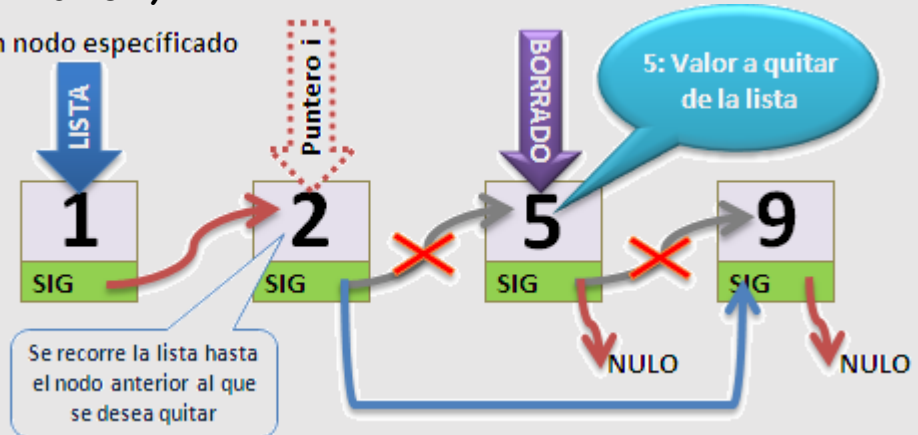 nodo específicado
LISTA
Puntero i
BORRADO
5: Valor a quitar
de la lista
1
2
5
9
SIG
SIG
SIG
SIG
Se recorre la lista hasta
el nodo anterior al que
se desea quitar
NULO
NULO